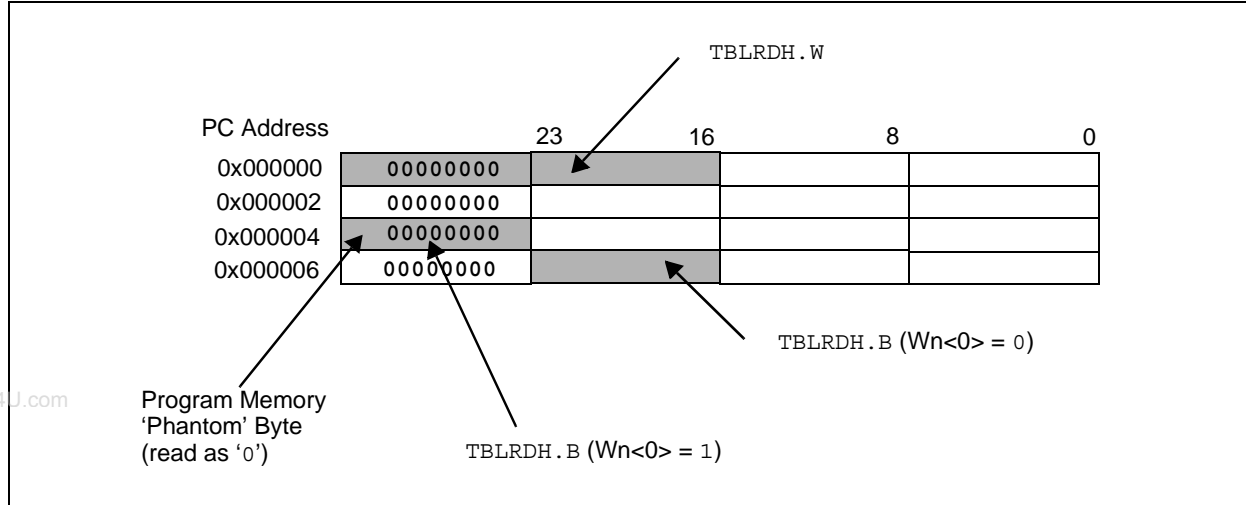 TBLRDH.W
PC Address
23 16 8 0
0x000000 00000000
0x000002 00000000
0x000004 00000000
0x000006 00000000
TBLRDH.B (Wn<0> = 0)
Program Memory
‘Phantom’ Byte
(read as ‘0’)
TBLRDH.B (Wn<0> = 1)
4U.com